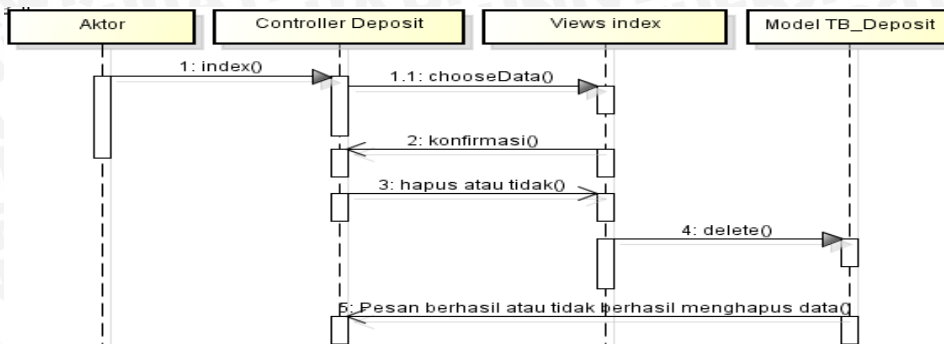 Aktor
Controller Deposit
Views index
Model TB_Deposit
1: index()
1.1: chooseData()
2: konfirmasi()
3: hapus atau tidak()
4: delete()
5: Pesan berhasil atau tidak berhasil menghapus data()